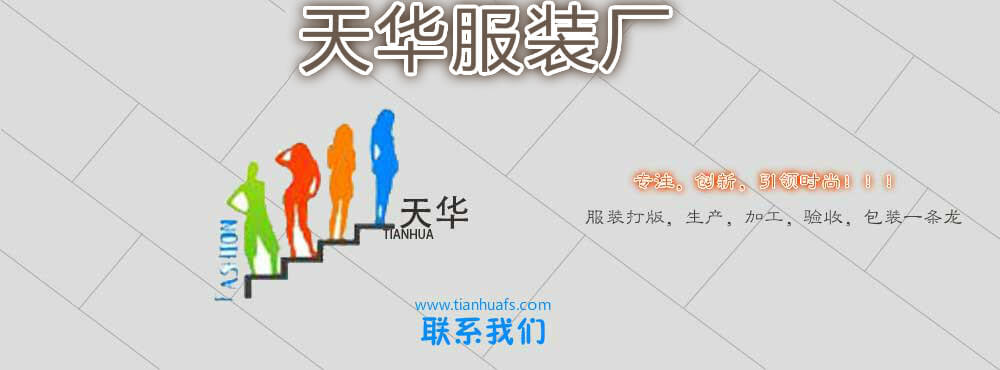 天华服装厂
专注，创新，引领时尚！！！
服装打版，生产，加工，验收，包装一条龙
天华
TIANHUA
FASHION
www.tianhuafs.com
联系我们